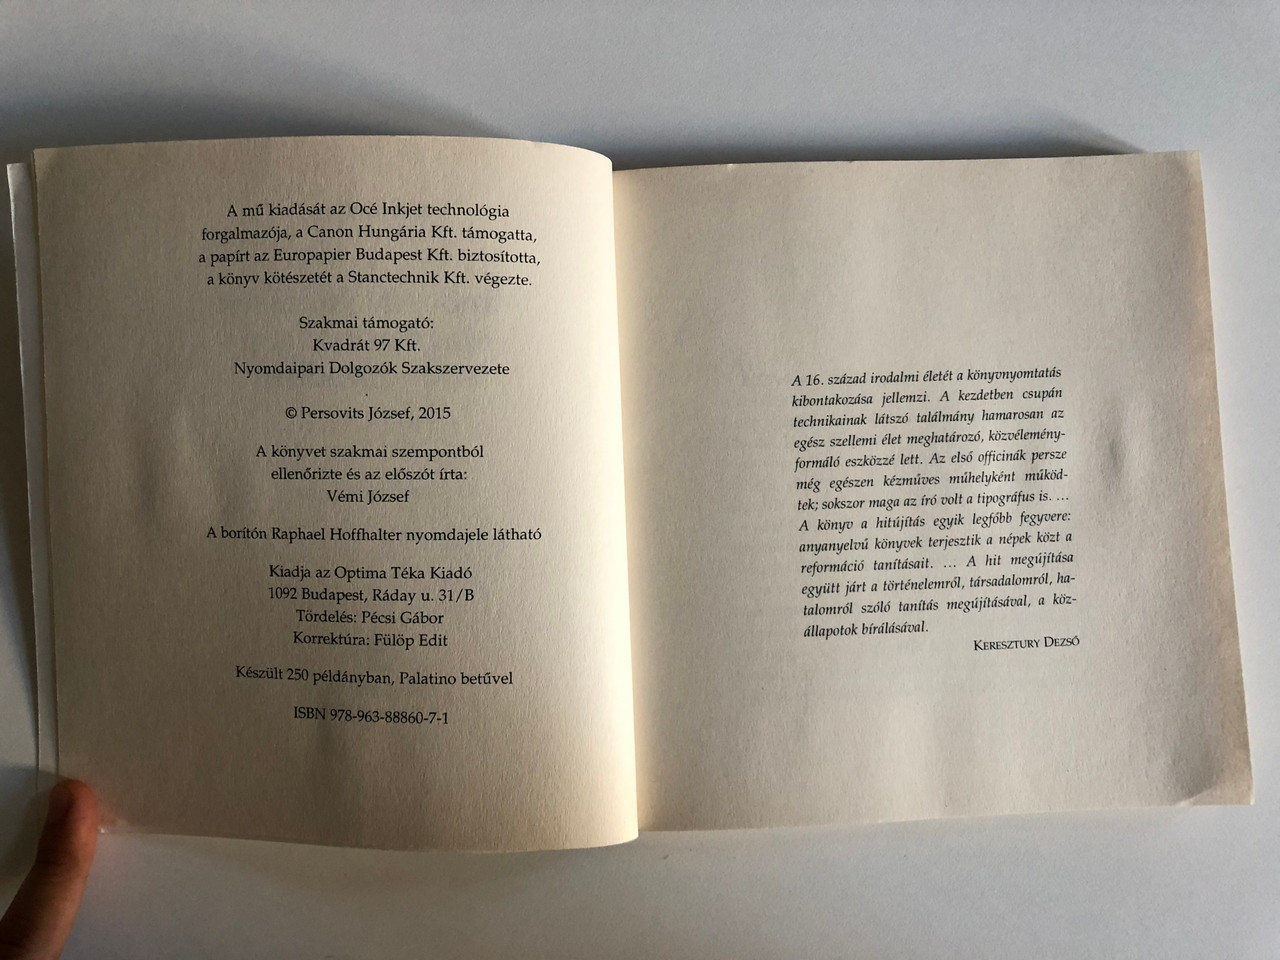 A mű kiadását az Océ Inkjet technológia
forgalmazója, a Canon Hungária Kft. támogatta,
a papírt az Europapier Budapest Kft. biztosította,
a könyv kötészetét a Stanctechnik Kft. végezte.
Szakmai támogató:
Kvadrát 97 Kft.
Nyomdaipari Dolgozók Szakszervezete
© Persovits József, 2015
A könyvet szakmai szempontból
ellenőrizte és az előszót írta:
Vémi József
A borítón Raphael Hoffhalter nyomdajele látható
Kiadja az Optima Téka Kiadó
1092 Budapest, Ráday u. 31/B
Tördelés: Pécsi Gábor
Korrektúra: Fülöp Edit
Készült 250 példányban, Palatino betűvel
ISBN 978-963-88860-7-1
A 16. század irodalmi életét a könyvnyomtatás
kibontakozása jellemzi. A kezdetben csupán
technikainak látszó találmány hamarosan az
egész szellemi élet meghatározó, közvélemény-
formáló eszközzé lett. Az első officinák persze
még egészen kézműves műhelyként működ-
tek; sokszor maga az író volt a tipográfus is. ...
A könyv a hitújítás egyik legfőbb fegyvere:
anyanyelvű könyvek terjesztik a népek közt a
reformáció tanításait. ... A hit megújítása
együtt járt a történelemről, társadalomról, ha-
talomról szóló tanítás megújításával, a köz-
állapotok bírálásával.
KERESZTURY DEZSŐ